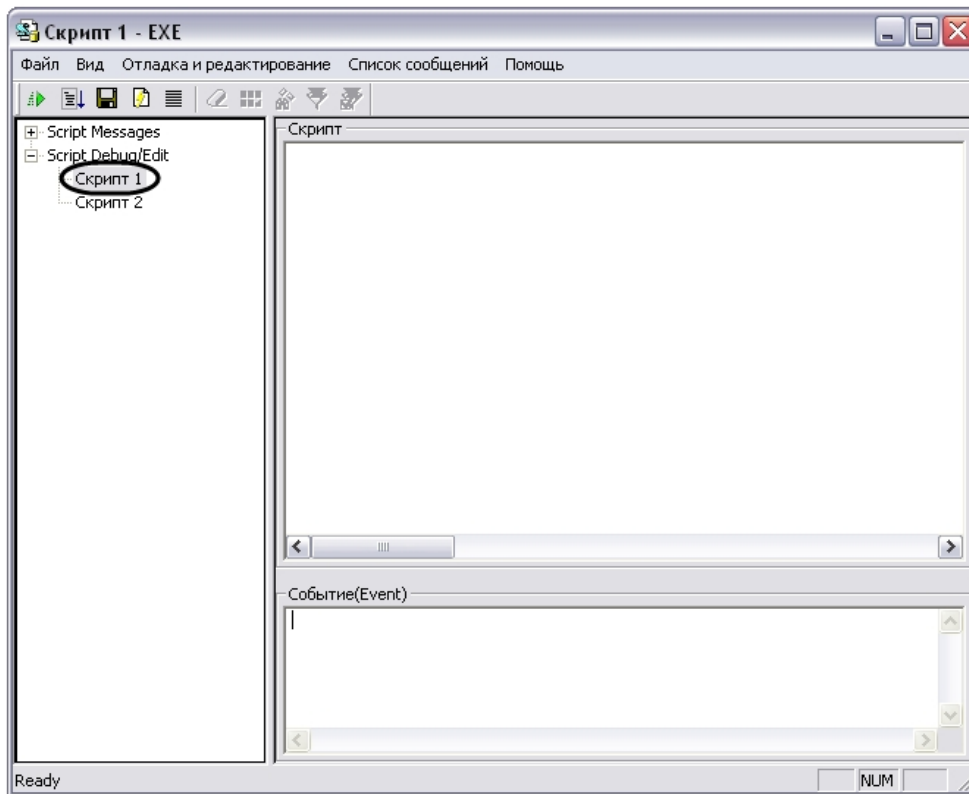 Скрипт 1 - EXE
Файл Вид Отладка и редактирование Список сообщений Помощь
Script Messages
Script Debug/Edit
Скрипт 1
Скрипт 2
Скрипт
Событие(Event)
Ready
NUM